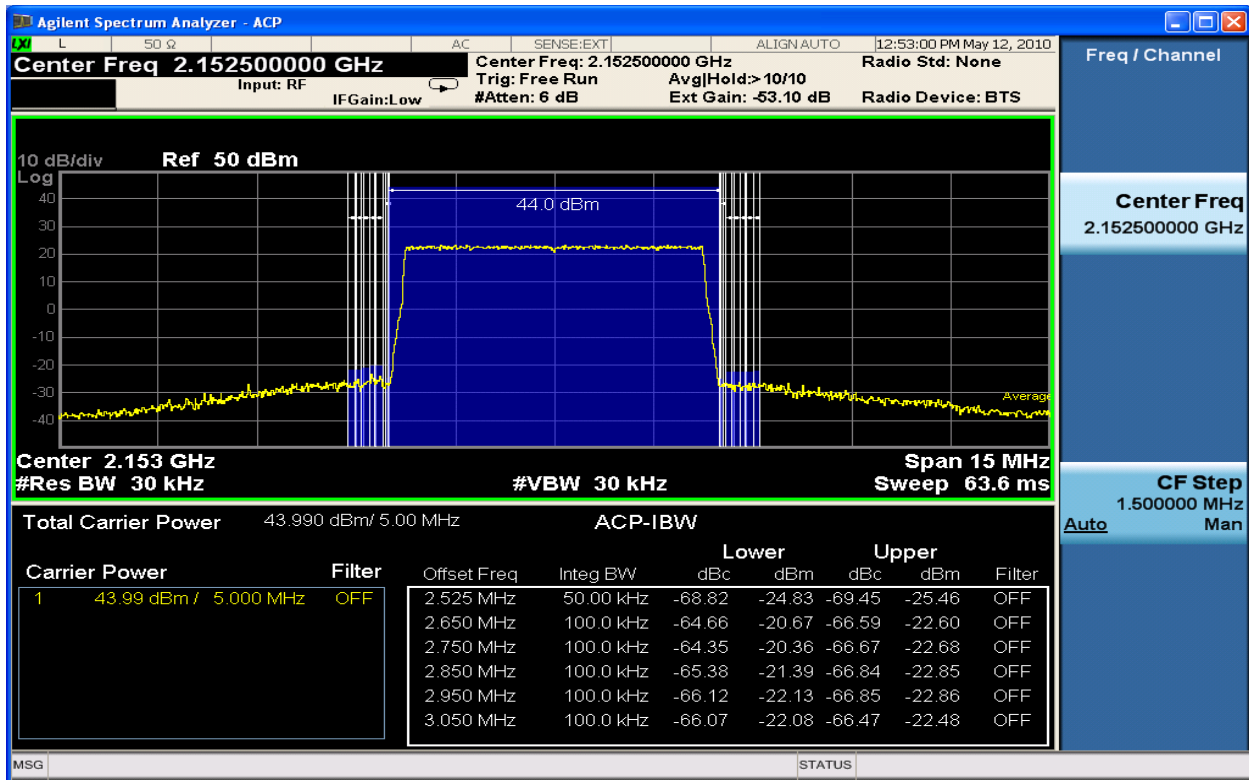 Agilent Spectrum Analyzer - ACP
LXI L 50 Ω AC SENSE:EXT ALIGN AUTO 12:53:00 PM May 12, 2010
Center Freq 2.152500000 GHz
Input: RF
IFGain:Low
Center Freq: 2.152500000 GHz
Trig: Free Run
#Atten: 6 dB
Avg|Hold:> 10/10
Ext Gain: -53.10 dB
Radio Std: None
Radio Device: BTS
Freq / Channel
10 dB/div Ref 50 dBm
Log
40
30
20
10
0
-10
-20
-30
-40
44.0 dBm
Average
Center Freq
2.152500000 GHz
Center 2.153 GHz Span 15 MHz
#Res BW 30 kHz #VBW 30 kHz Sweep 63.6 ms
CF Step
1.500000 MHz
Auto Man
Total Carrier Power 43.990 dBm/ 5.00 MHz ACP-IBW
Lower Upper
Carrier Power Filter
1 43.99 dBm / 5.000 MHz OFF
Offset Freq Integ BW dBc dBm dBc dBm Filter
2.525 MHz 50.00 kHz -68.82 -24.83 -69.45 -25.46 OFF
2.650 MHz 100.0 kHz -64.66 -20.67 -66.59 -22.60 OFF
2.750 MHz 100.0 kHz -64.35 -20.36 -66.67 -22.68 OFF
2.850 MHz 100.0 kHz -65.38 -21.39 -66.84 -22.85 OFF
2.950 MHz 100.0 kHz -66.12 -22.13 -66.85 -22.86 OFF
3.050 MHz 100.0 kHz -66.07 -22.08 -66.47 -22.48 OFF
MSG STATUS